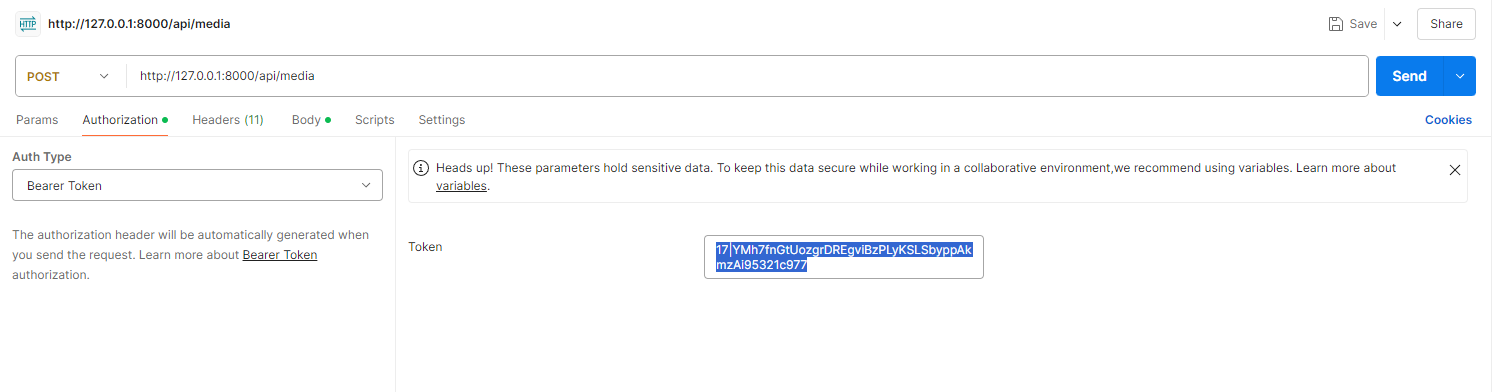 HTTP
http://127.0.0.1:8000/api/media
Save
Share
POST
http://127.0.0.1:8000/api/media
Send
Params
Authorization
Headers (11)
Body
Scripts
Settings
Cookies
Auth Type
Bearer Token
The authorization header will be automatically generated when
you send the request. Learn more about Bearer Token
authorization.
Heads up! These parameters hold sensitive data. To keep this data secure while working in a collaborative environment,we recommend using variables. Learn more about
variables.
Token
17|YMh7fnGtUozgrDREgviBzPLyKSLSbyppAk
mzAi95321c977